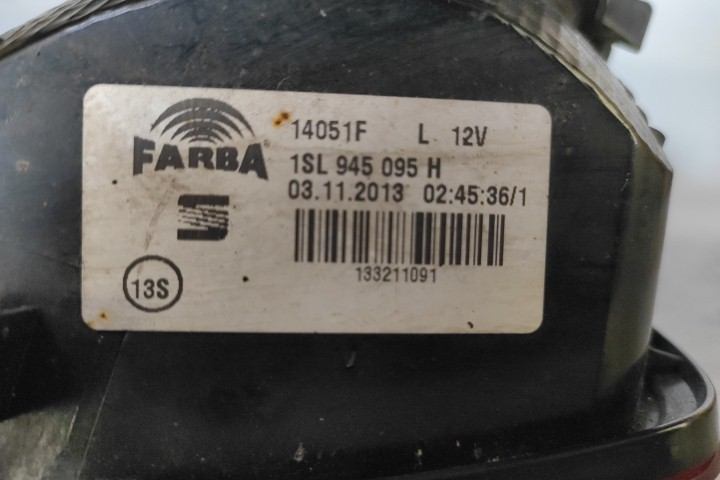 FARBA
14051F L 12V
1SL 945 095 H
03.11.2013 02:45:36/1
S
133211091
13S